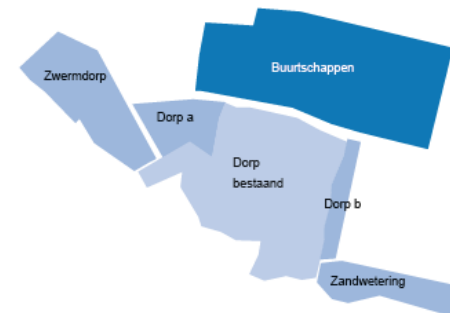 Buurtschappen
Zwermdorp
Dorp a
Dorp
bestaand
Dorp b
Zandwetering